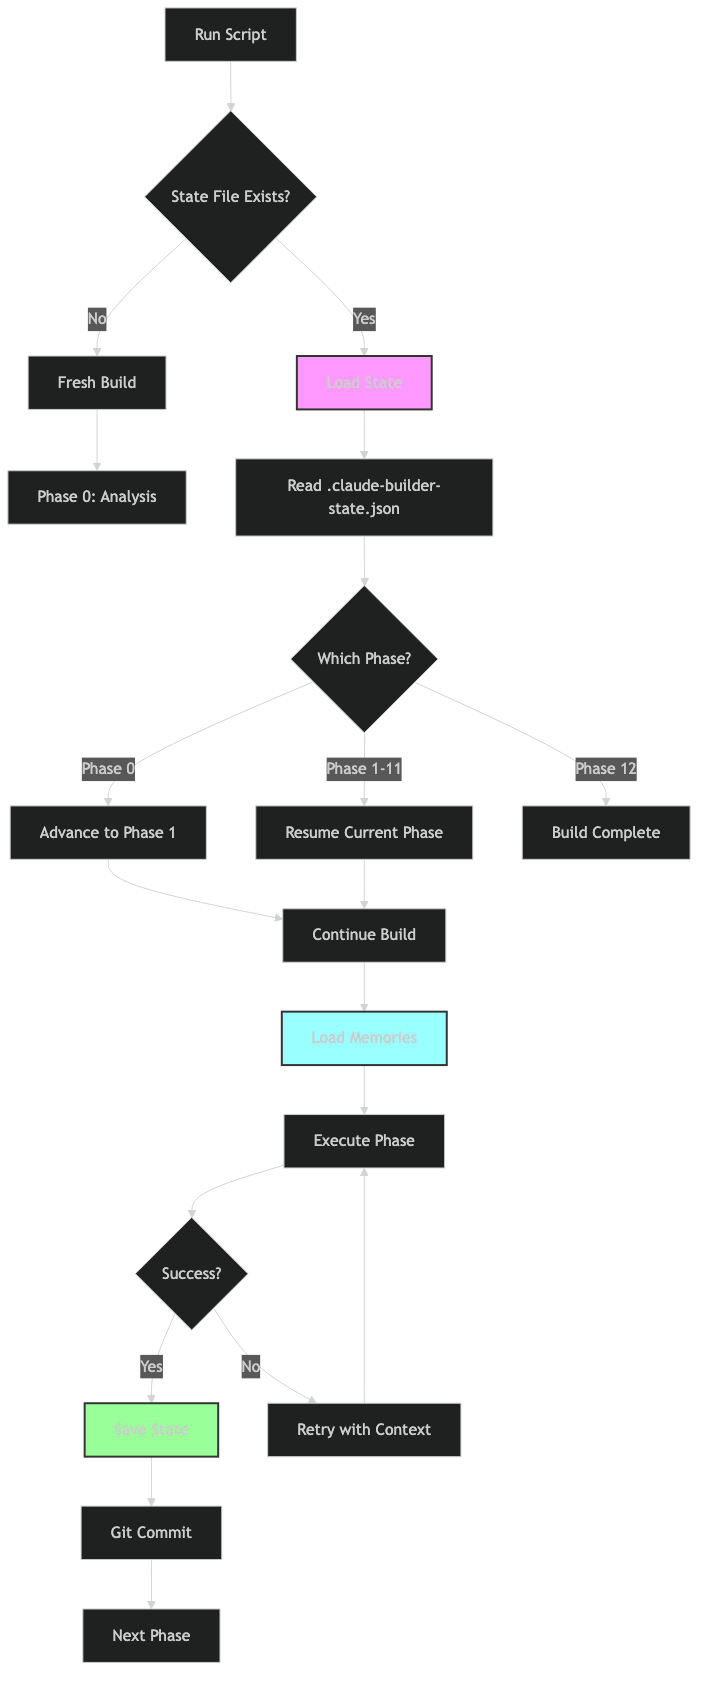 Run Script
State File Exists?
No
Yes
Fresh Build
Load State
Phase 0: Analysis
Read .claude-builder-
state.json
Which Phase?
Phase 0
Phase 1-11
Phase 12
Advance to Phase 1
Resume Current Phase
Build Complete
Continue Build
Load Memories
Execute Phase
Success?
Yes
No
Save State
Retry with Context
Git Commit
Next Phase